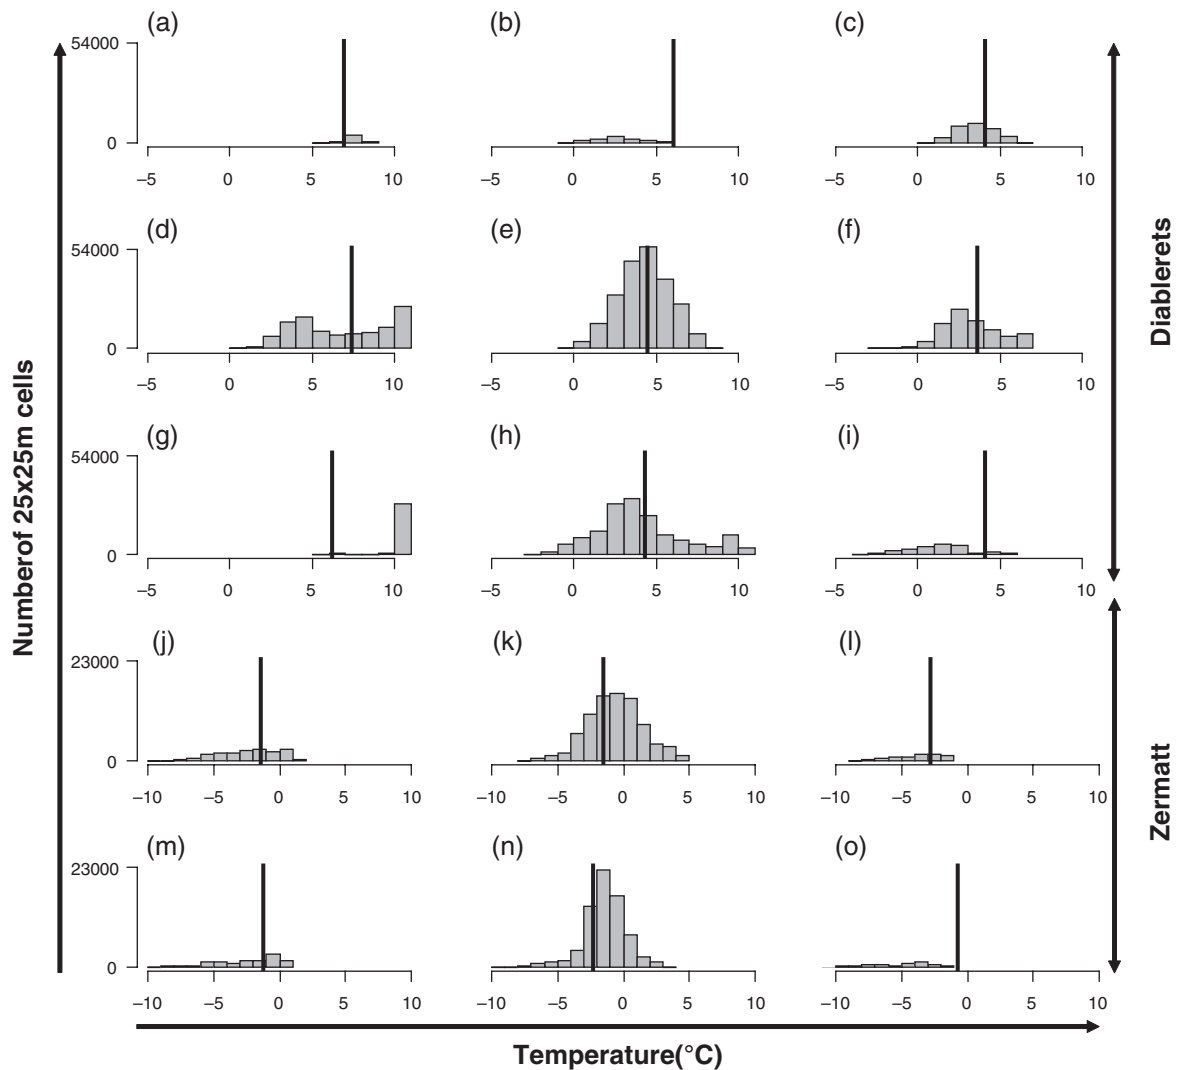 (a) (b) (c)
54000
0
−5 0 5 10 −5 0 5 10 −5 0 5 10
(d) (e) (f)
54000
0
−5 0 5 10 −5 0 5 10 −5 0 5 10
(g) (h) (i)
54000
0
−5 0 5 10 −5 0 5 10 −5 0 5 10
(j) (k) (l)
23000
0
−10 −5 0 5 10 −10 −5 0 5 10 −10 −5 0 5 10
(m) (n) (o)
23000
0
−10 −5 0 5 10 −10 −5 0 5 10 −10 −5 0 5 10
Temperature(°C)
Numberof 25x25m cells
Diablerets
Zermatt